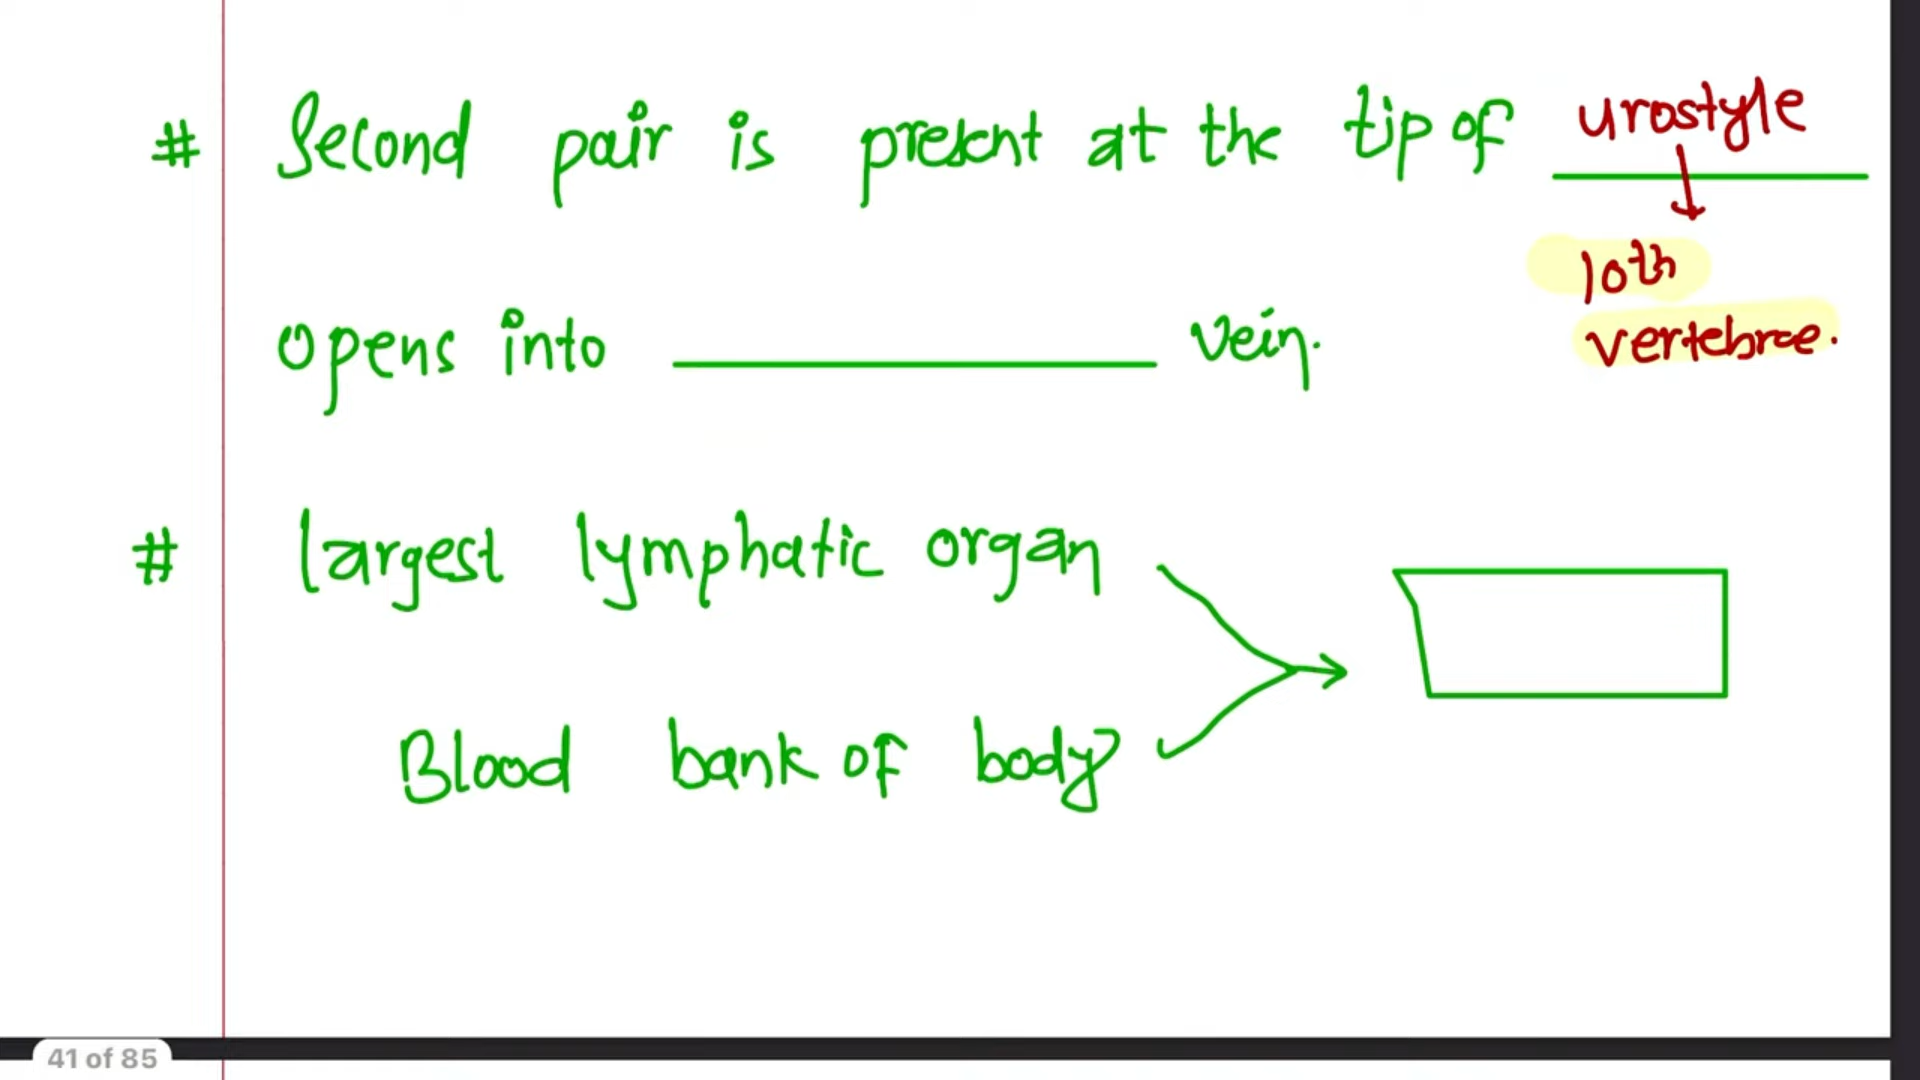 # Second pair is present at the tip of urostyle
10th
opens into vein.
vertebrae.
# largest lymphatic organ
Blood bank of body
41 of 85